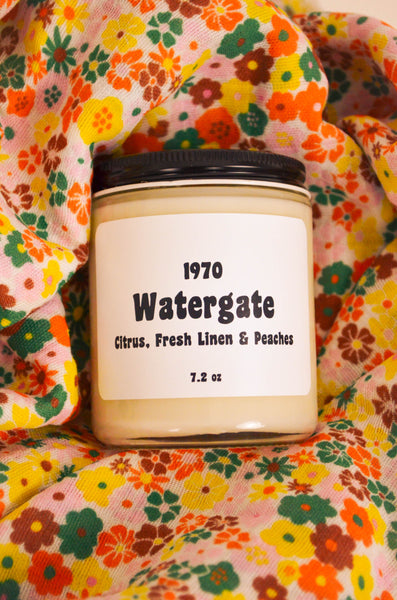 1970
Watergate
Citrus, Fresh Linen & Peaches
7.2 oz